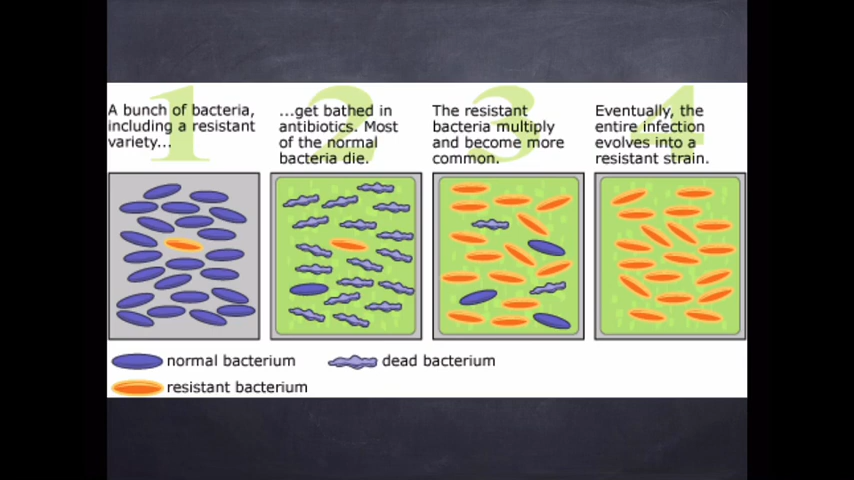 1
A bunch of bacteria,
including a resistant
variety...
2
...get bathed in
antibiotics. Most
of the normal
bacteria die.
3
The resistant
bacteria multiply
and become more
common.
4
Eventually, the
entire infection
evolves into a
resistant strain.
normal bacterium
dead bacterium
resistant bacterium